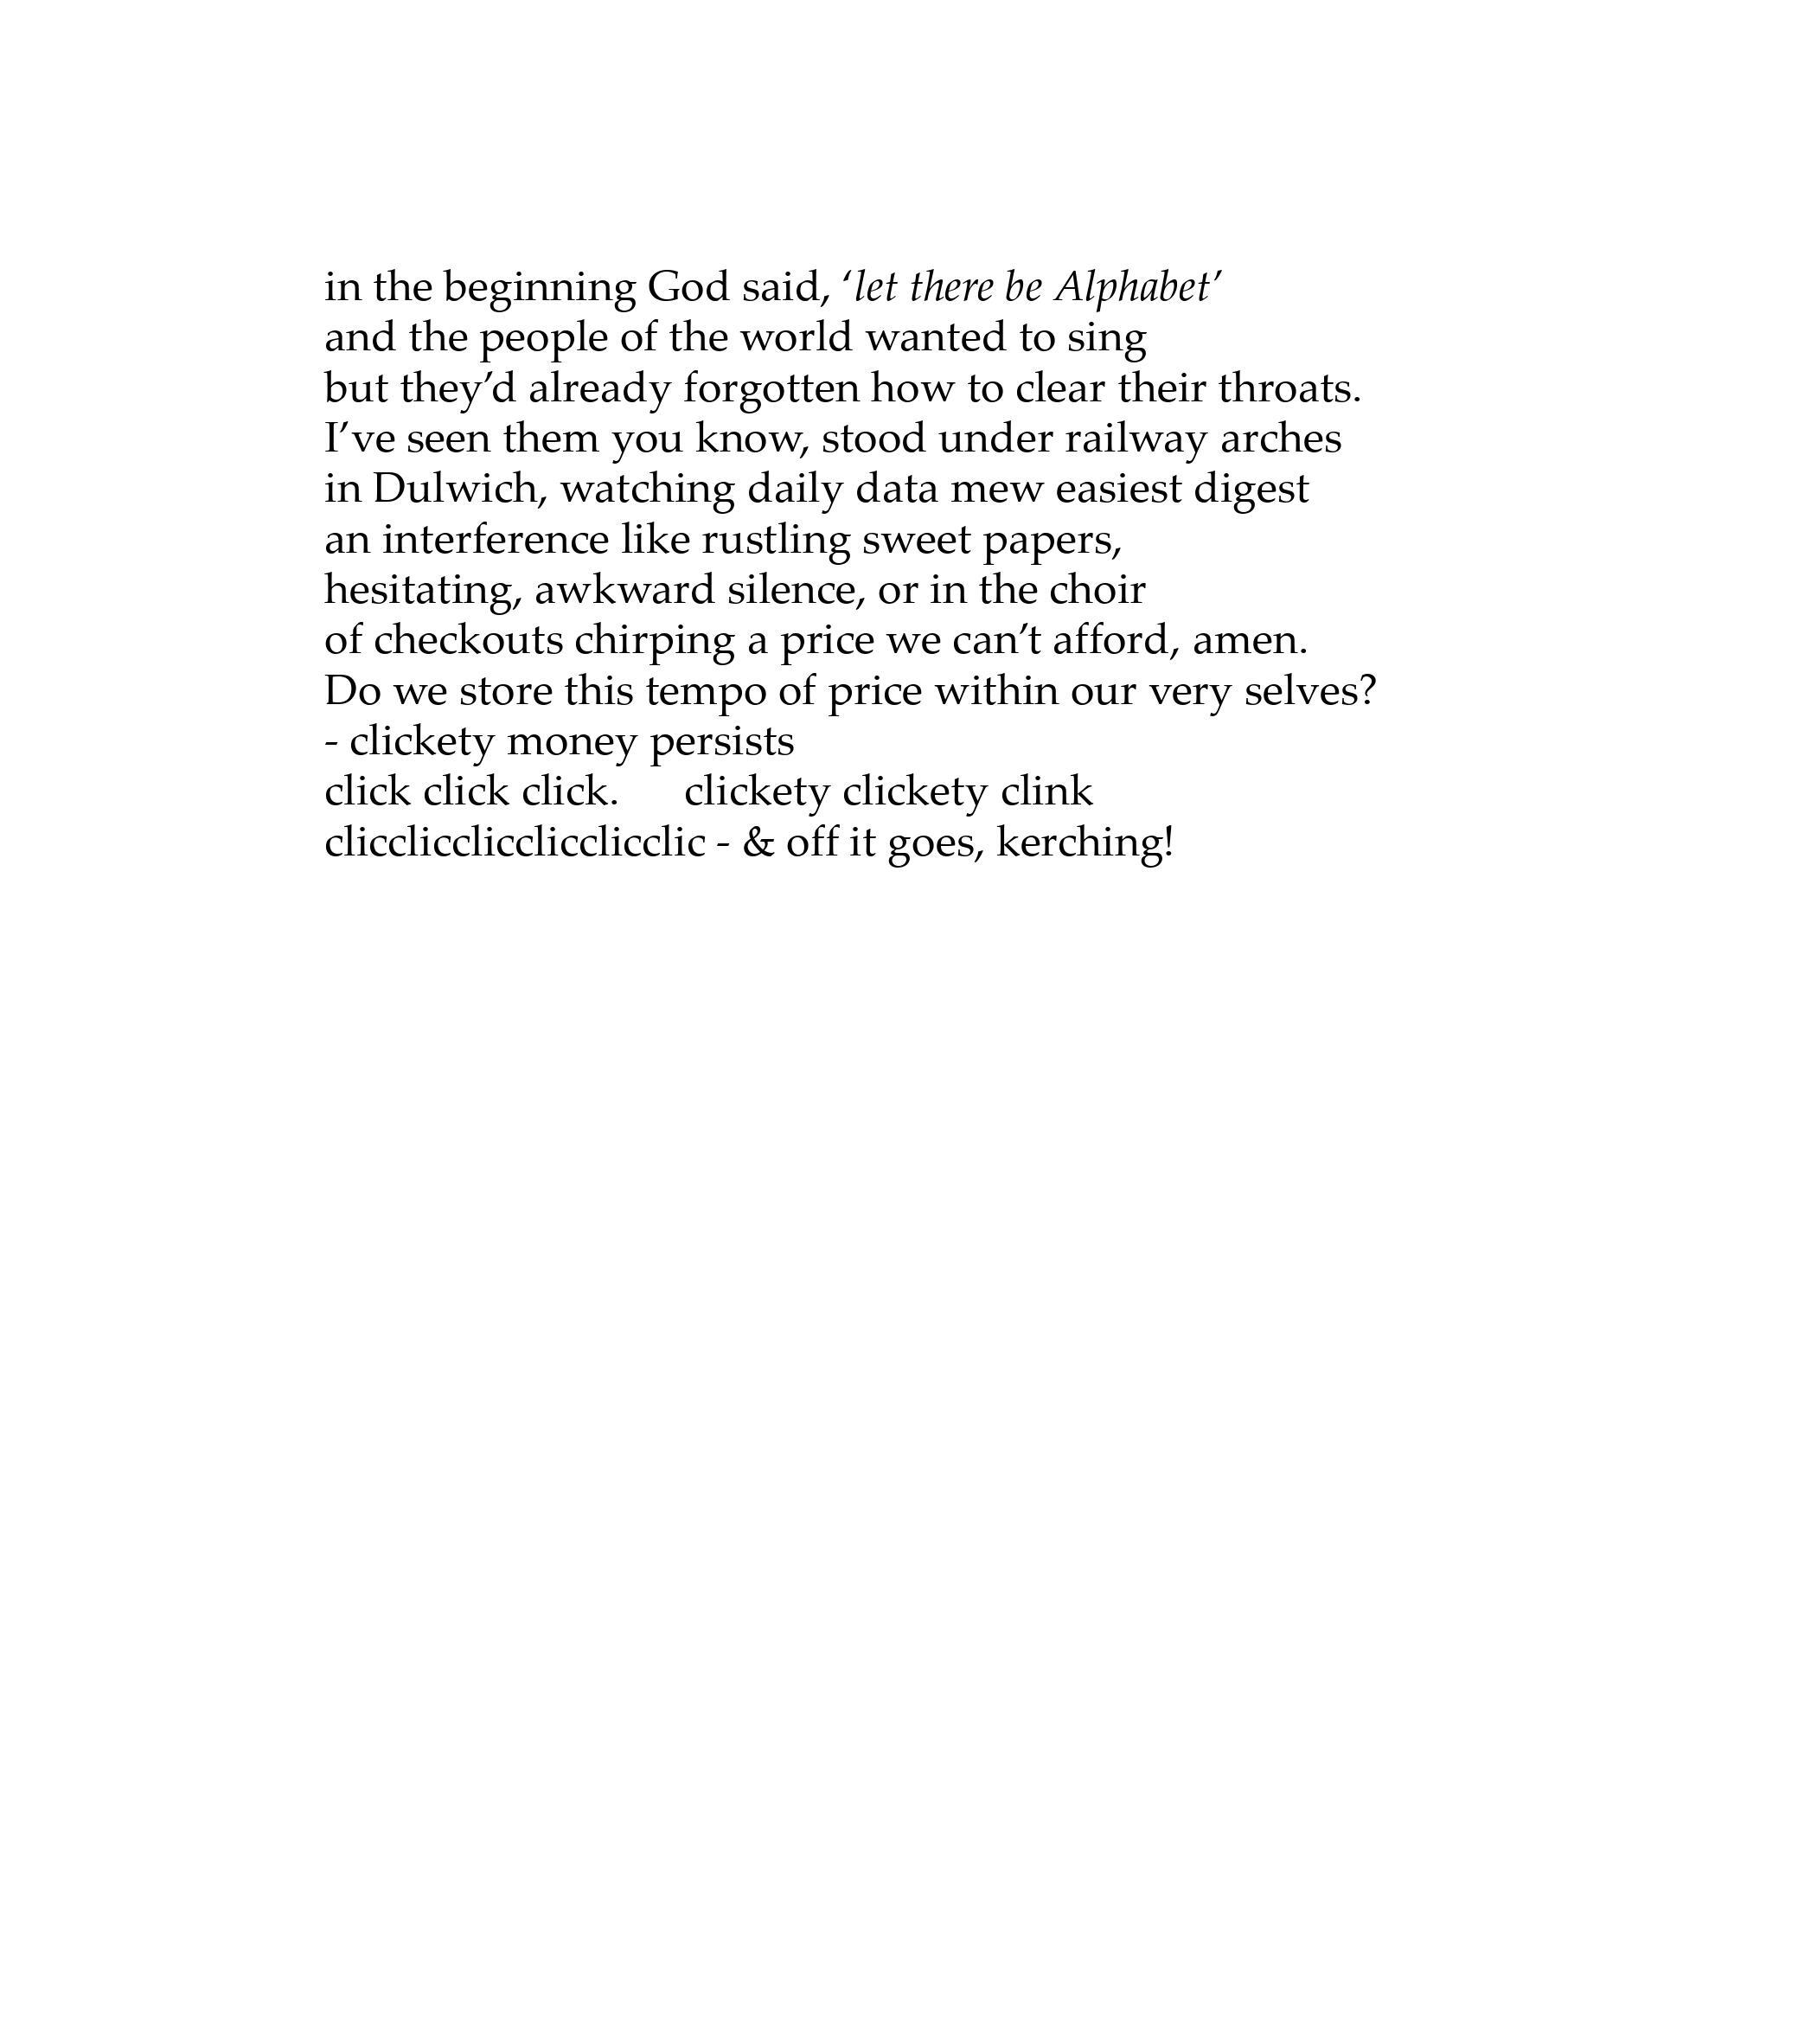 in the beginning God said, ‘let there be Alphabet’
and the people of the world wanted to sing
but they’d already forgotten how to clear their throats.
I’ve seen them you know, stood under railway arches
in Dulwich, watching daily data mew easiest digest
an interference like rustling sweet papers,
hesitating, awkward silence, or in the choir
of checkouts chirping a price we can’t afford, amen.
Do we store this tempo of price within our very selves?
- clickety money persists
click click click.      clickety clickety clink
clicclicclicclicclicclic - & off it goes, kerching!